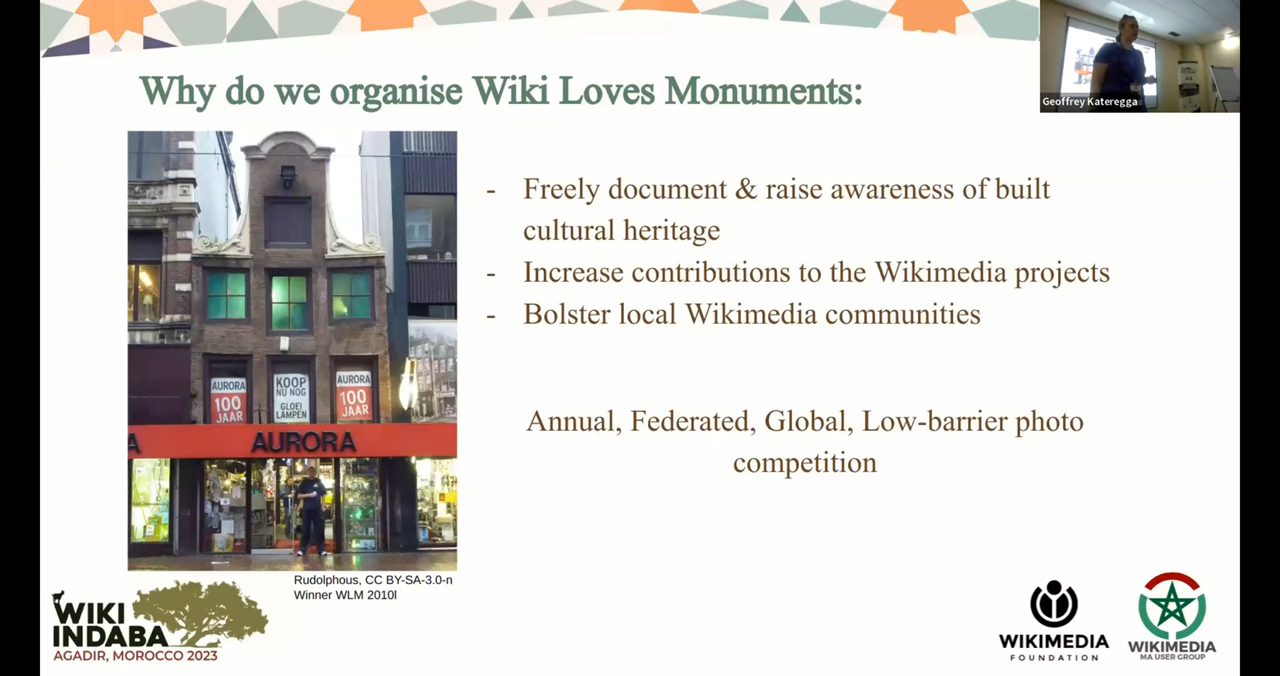 Why do we organise Wiki Loves Monuments:
Geoffrey Kateregga
- Freely document & raise awareness of built
cultural heritage
- Increase contributions to the Wikimedia projects
- Bolster local Wikimedia communities
Annual, Federated, Global, Low-barrier photo
competition
AURORA
100
JAAR
KOOP
NU NOG
GLOEI
LAMPEN
AURORA
100
JAAR
A
AURORA
Rudolphous, CC BY-SA-3.0-n
Winner WLM 2010l
WIKI
INDABA
AGADIR, MOROCCO 2023
WIKIMEDIA
FOUNDATION
WIKIMEDIA
MA USER GROUP